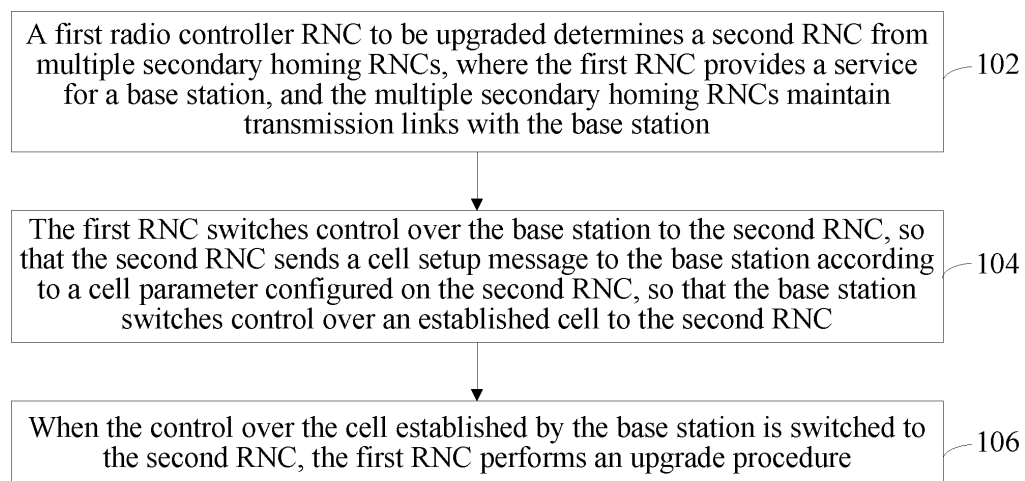 A first radio controller RNC to be upgraded determines a second RNC from
multiple secondary homing RNCs, where the first RNC provides a service
for a base station, and the multiple secondary homing RNCs maintain
transmission links with the base station
102
The first RNC switches control over the base station to the second RNC, so
that the second RNC sends a cell setup message to the base station according
to a cell parameter configured on the second RNC, so that the base station
switches control over an established cell to the second RNC
104
When the control over the cell established by the base station is switched to
the second RNC, the first RNC performs an upgrade procedure
106